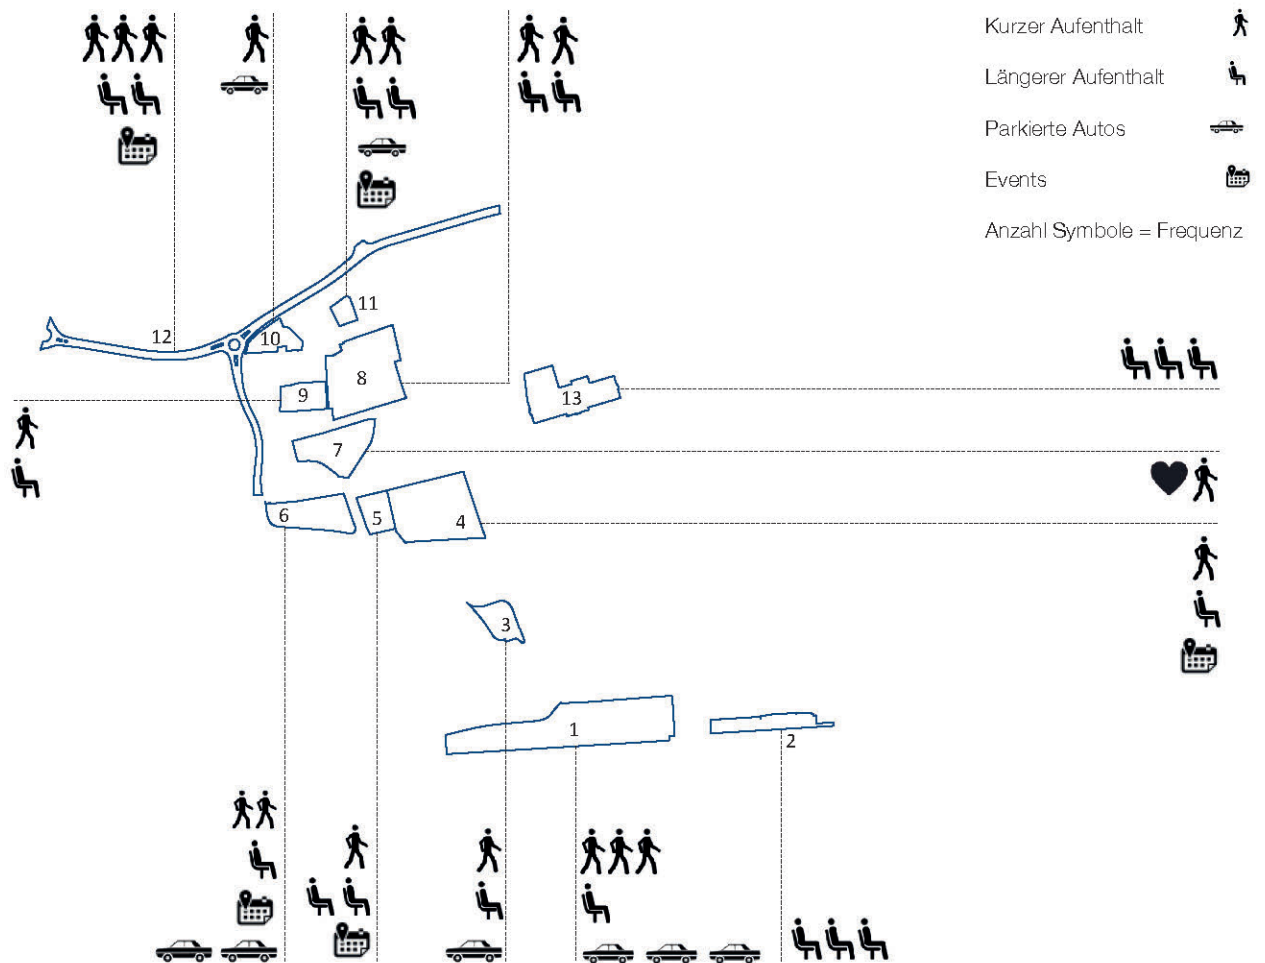 Kurzer Aufenthalt
Längerer Aufenthalt
Parkierte Autos
Events
Anzahl Symbole = Frequenz
11
12
10
8
9
13
7
6
5
4
3
1
2